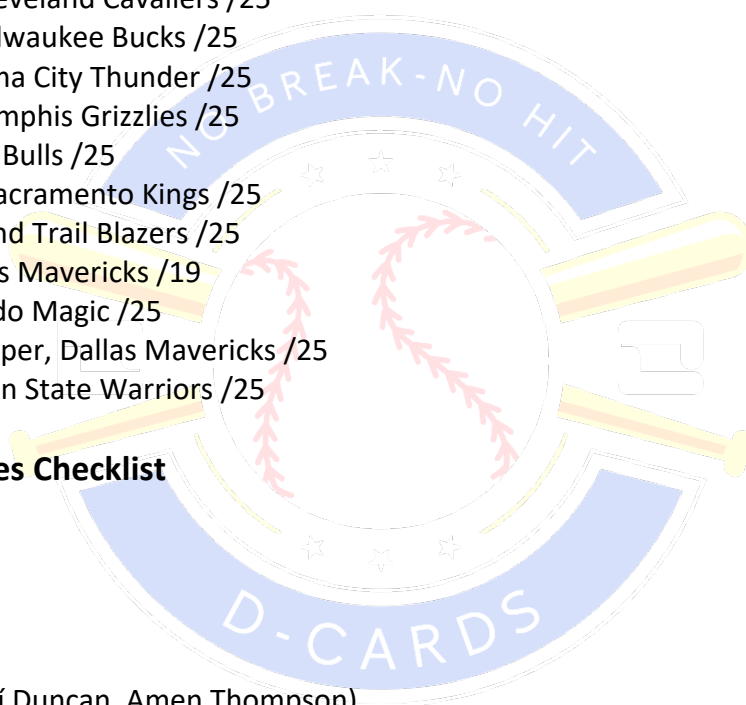 eveland Cavaliers /25
lwaukee Bucks /25
ma City Thunder /25
mphis Grizzlies /25
Bulls /25
acramento Kings /25
nd Trail Blazers /25
s Mavericks /19
do Magic /25
per, Dallas Mavericks /25
n State Warriors /25
es Checklist
í Duncan, Amen Thompson)
NO BREAK-NO HIT
D-CARDS